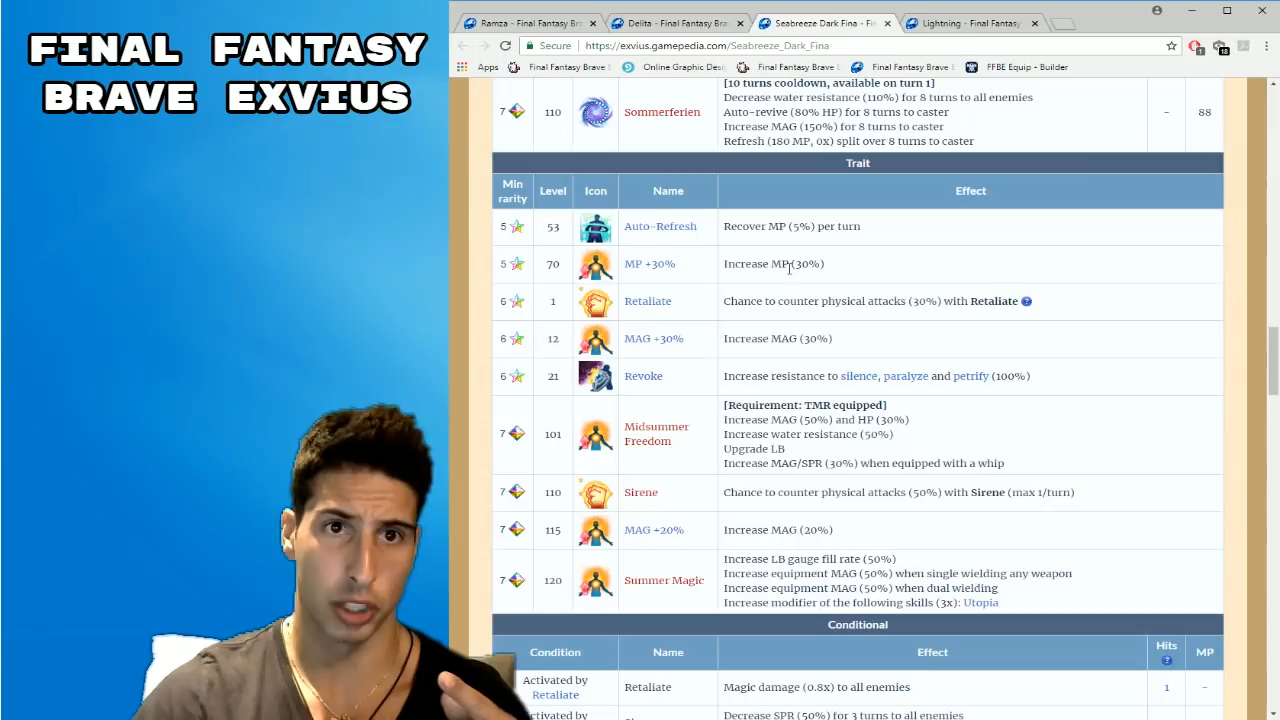 FINAL FANTASY
BRAVE EXVIUS
Ramza - Final Fantasy Bra
Delita - Final Fantasy Brav
Seabreeze Dark Fina - Fin
Lightning - Final Fantasy
Secure
https://exvius.gamepedia.com/Seabreeze_Dark_Fina
Apps
Final Fantasy Brave E
Online Graphic Des
Final Fantasy Brave E
Final Fantasy Brave E
FFBE Equip - Builder
[10 turns cooldown, available on turn 1]
Decrease water resistance (110%) for 8 turns to all enemies
7 110 Sommerferien Auto-revive (80% HP) for 8 turns to caster - 88
Increase MAG (150%) for 8 turns to caster
Refresh (180 MP, 0x) split over 8 turns to caster
Trait
Min rarity Level Icon Name Effect
5 53 Auto-Refresh Recover MP (5%) per turn
5 70 MP +30% Increase MP (30%)
6 1 Retaliate Chance to counter physical attacks (30%) with Retaliate ?
6 12 MAG +30% Increase MAG (30%)
6 21 Revoke Increase resistance to silence, paralyze and petrify (100%)
7 101 Midsummer Freedom
[Requirement: TMR equipped]
Increase MAG (50%) and HP (30%)
Increase water resistance (50%)
Upgrade LB
Increase MAG/SPR (30%) when equipped with a whip
7 110 Sirene Chance to counter physical attacks (50%) with Sirene (max 1/turn)
7 115 MAG +20% Increase MAG (20%)
7 120 Summer Magic
Increase LB gauge fill rate (50%)
Increase equipment MAG (50%) when single wielding any weapon
Increase equipment MAG (50%) when dual wielding
Increase modifier of the following skills (3x): Utopia
Conditional
Condition Name Effect Hits ? MP
Activated by Retaliate Retaliate Magic damage (0.8x) to all enemies 1 -
Activated by
Decrease SPR (50%) for 3 turns to all enemies